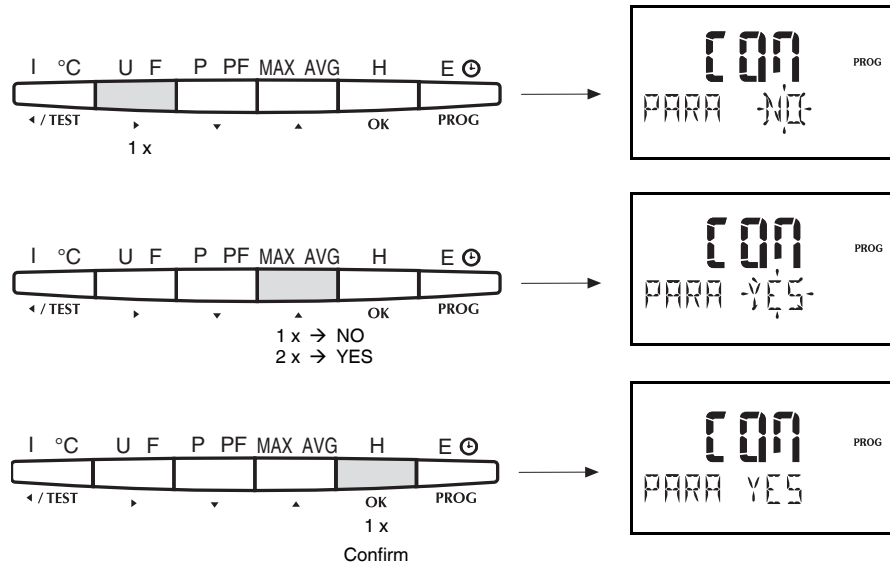 I °C U F P PF MAX AVG H E
/ TEST OK PROG
1 x
COM PROG
PARA NO
I °C U F P PF MAX AVG H E
/ TEST OK PROG
1 x → NO
2 x → YES
COM PROG
PARA YES
I °C U F P PF MAX AVG H E
/ TEST OK PROG
1 x
Confirm
COM PROG
PARA YES